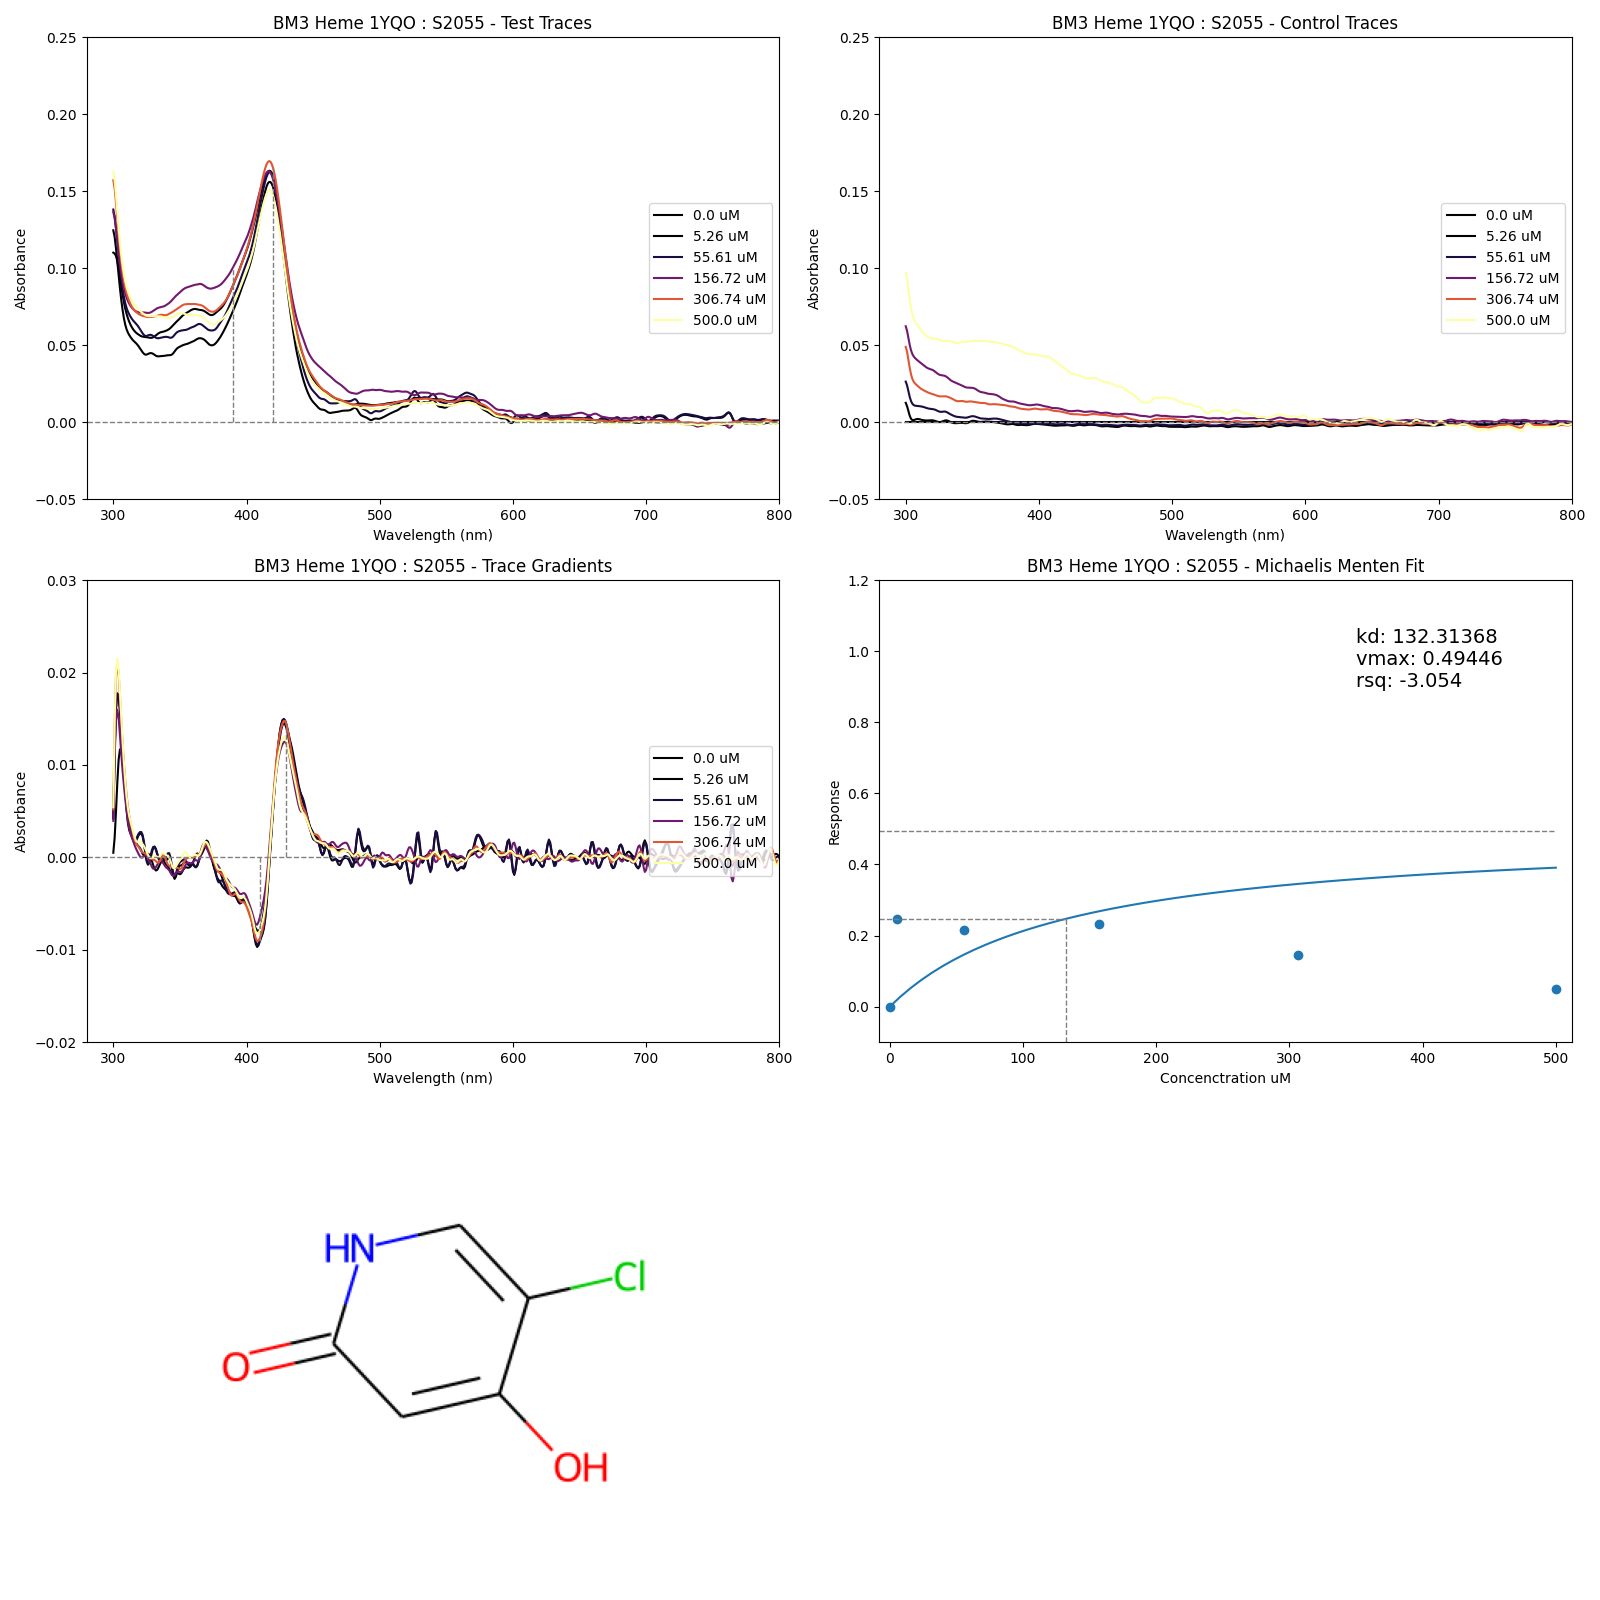 BM3 Heme 1YQO : S2055 - Test Traces
0.25
0.20
0.15
0.10
0.05
0.00
−0.05
Absorbance
300 400 500 600 700 800
Wavelength (nm)
0.0 uM
5.26 uM
55.61 uM
156.72 uM
306.74 uM
500.0 uM
BM3 Heme 1YQO : S2055 - Control Traces
0.25
0.20
0.15
0.10
0.05
0.00
−0.05
Absorbance
300 400 500 600 700 800
Wavelength (nm)
0.0 uM
5.26 uM
55.61 uM
156.72 uM
306.74 uM
500.0 uM
BM3 Heme 1YQO : S2055 - Trace Gradients
0.03
0.02
0.01
0.00
−0.01
−0.02
Absorbance
300 400 500 600 700 800
Wavelength (nm)
0.0 uM
5.26 uM
55.61 uM
156.72 uM
306.74 uM
500.0 uM
BM3 Heme 1YQO : S2055 - Michaelis Menten Fit
1.2
1.0
0.8
0.6
0.4
0.2
0.0
Response
0 100 200 300 400 500
Concenctration uM
kd: 132.31368
vmax: 0.49446
rsq: -3.054
HN
Cl
O
OH